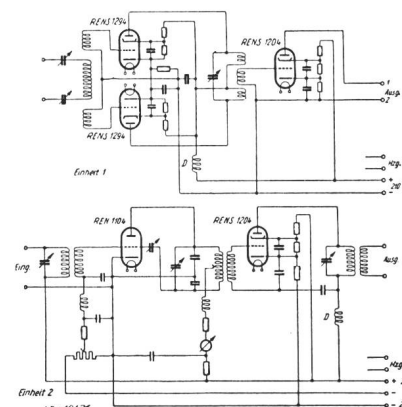 RENS 1294
RENS 1204
1
Ausg.
2
RENS 1294
D
Hzg.
+
210
-
Einheit 1
REN 1104
RENS 1204
Eing.
Ausg
D
Hzg
+
-
Einheit 2